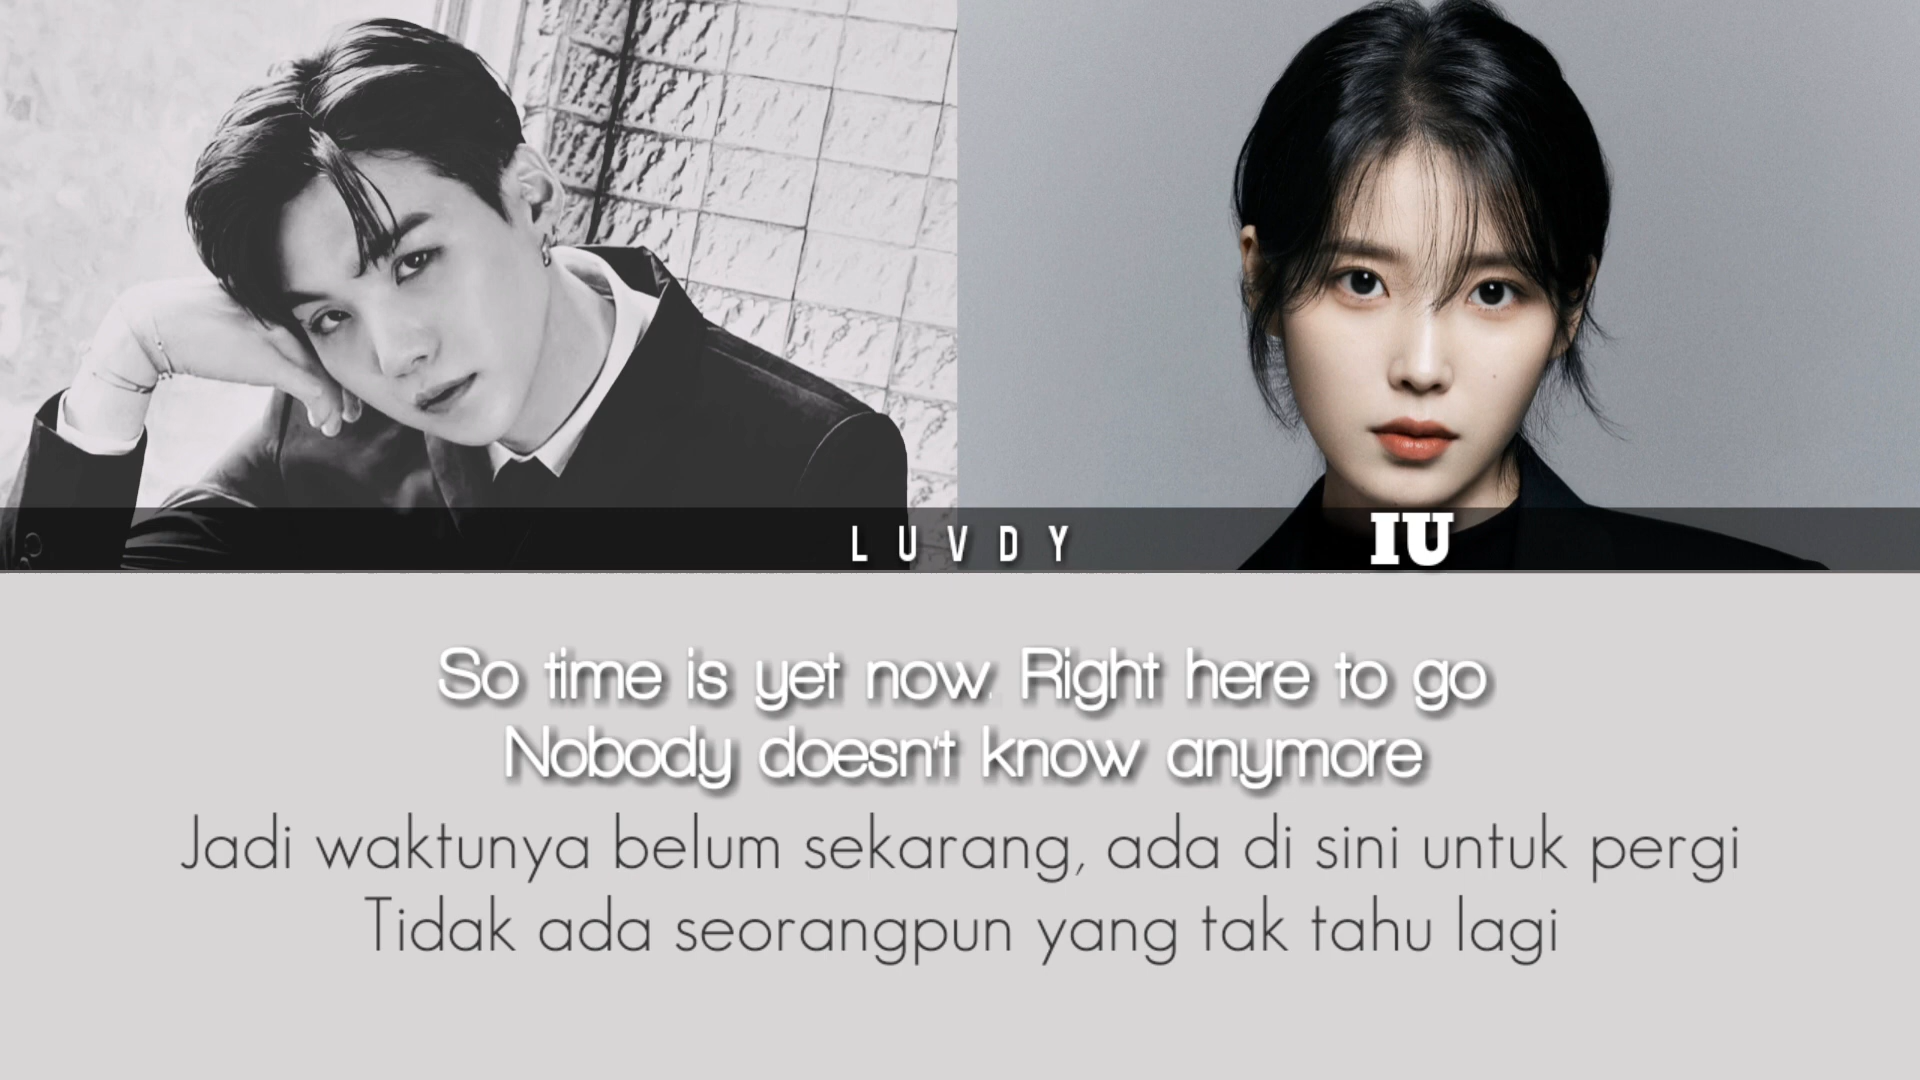 LUVDY
IU
So time is yet now. Right here to go
Nobody doesn't know anymore
Jadi waktunya belum sekarang, ada di sini untuk pergi
Tidak ada seorangpun yang tak tahu lagi